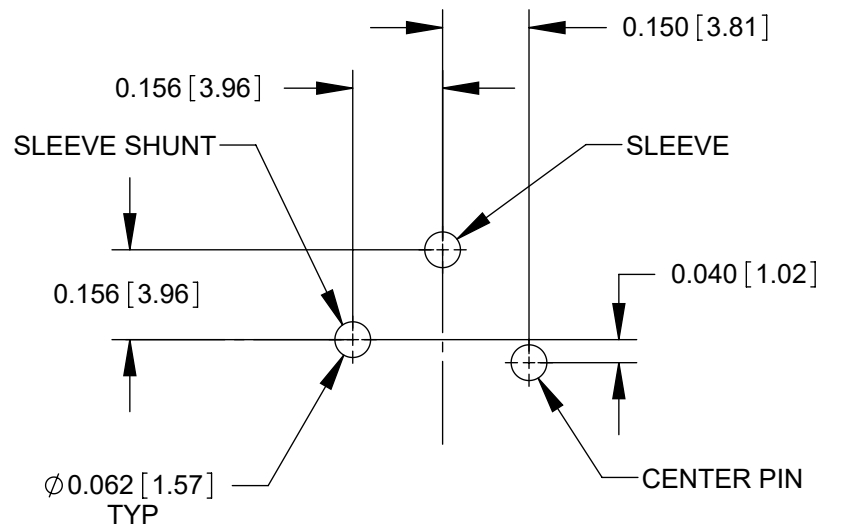 0.150 [3.81]
0.156 [3.96]
SLEEVE SHUNT
SLEEVE
0.040 [1.02]
0.156 [3.96]
∅0.062 [1.57]
TYP
CENTER PIN